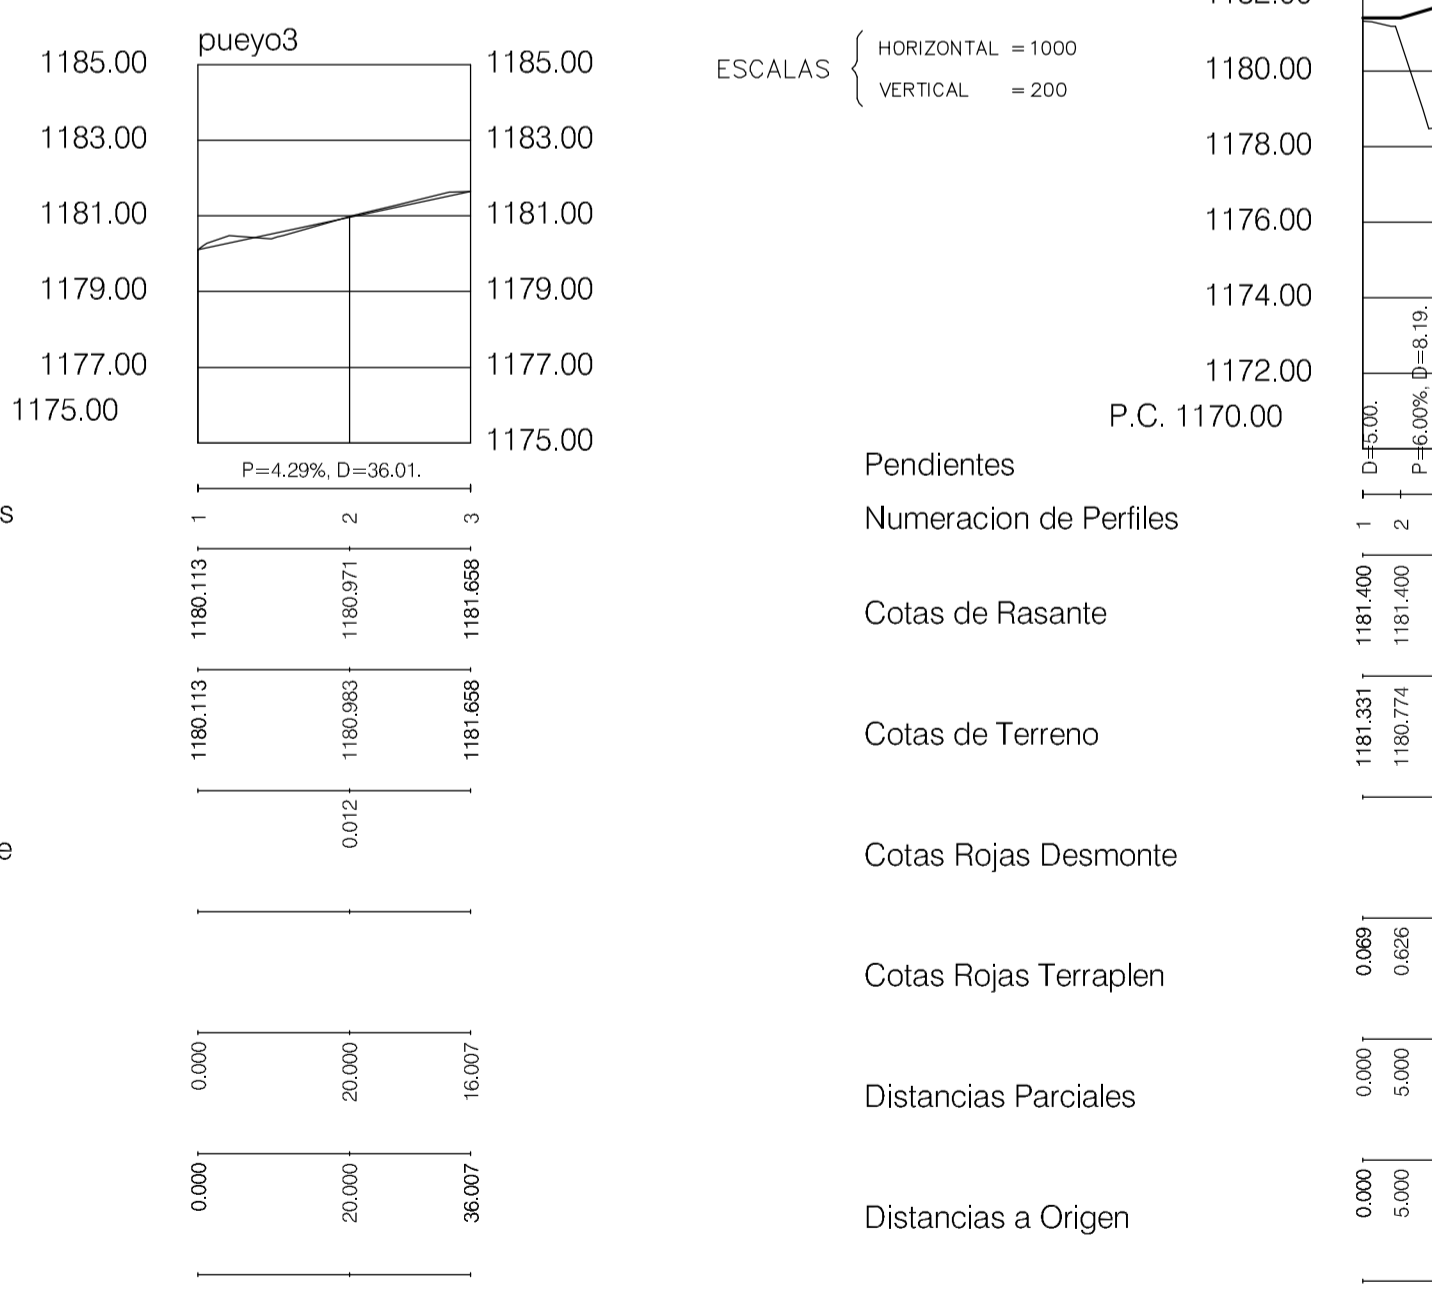 pueyo3
1185.00
1185.00
1183.00
1183.00
1181.00
1181.00
1179.00
1179.00
1177.00
1177.00
1175.00
1175.00
P=4.29%, D=36.01.
s
1 2 3
1180.113 1180.971 1181.658
1180.113 1180.983 1181.658
0.012
e
0.000 20.000 16.007
0.000 20.000 36.007
ESCALAS
HORIZONTAL = 1000
VERTICAL = 200
1182.00
1180.00
1178.00
1176.00
1174.00
1172.00
P.C. 1170.00
D=5.00.
P=6.00%, D=8.19.
Pendientes
Numeracion de Perfiles
1 2
Cotas de Rasante
1181.400 1181.400
Cotas de Terreno
1181.331 1180.774
Cotas Rojas Desmonte
Cotas Rojas Terraplen
0.069 0.626
Distancias Parciales
0.000 5.000
Distancias a Origen
0.000 5.000